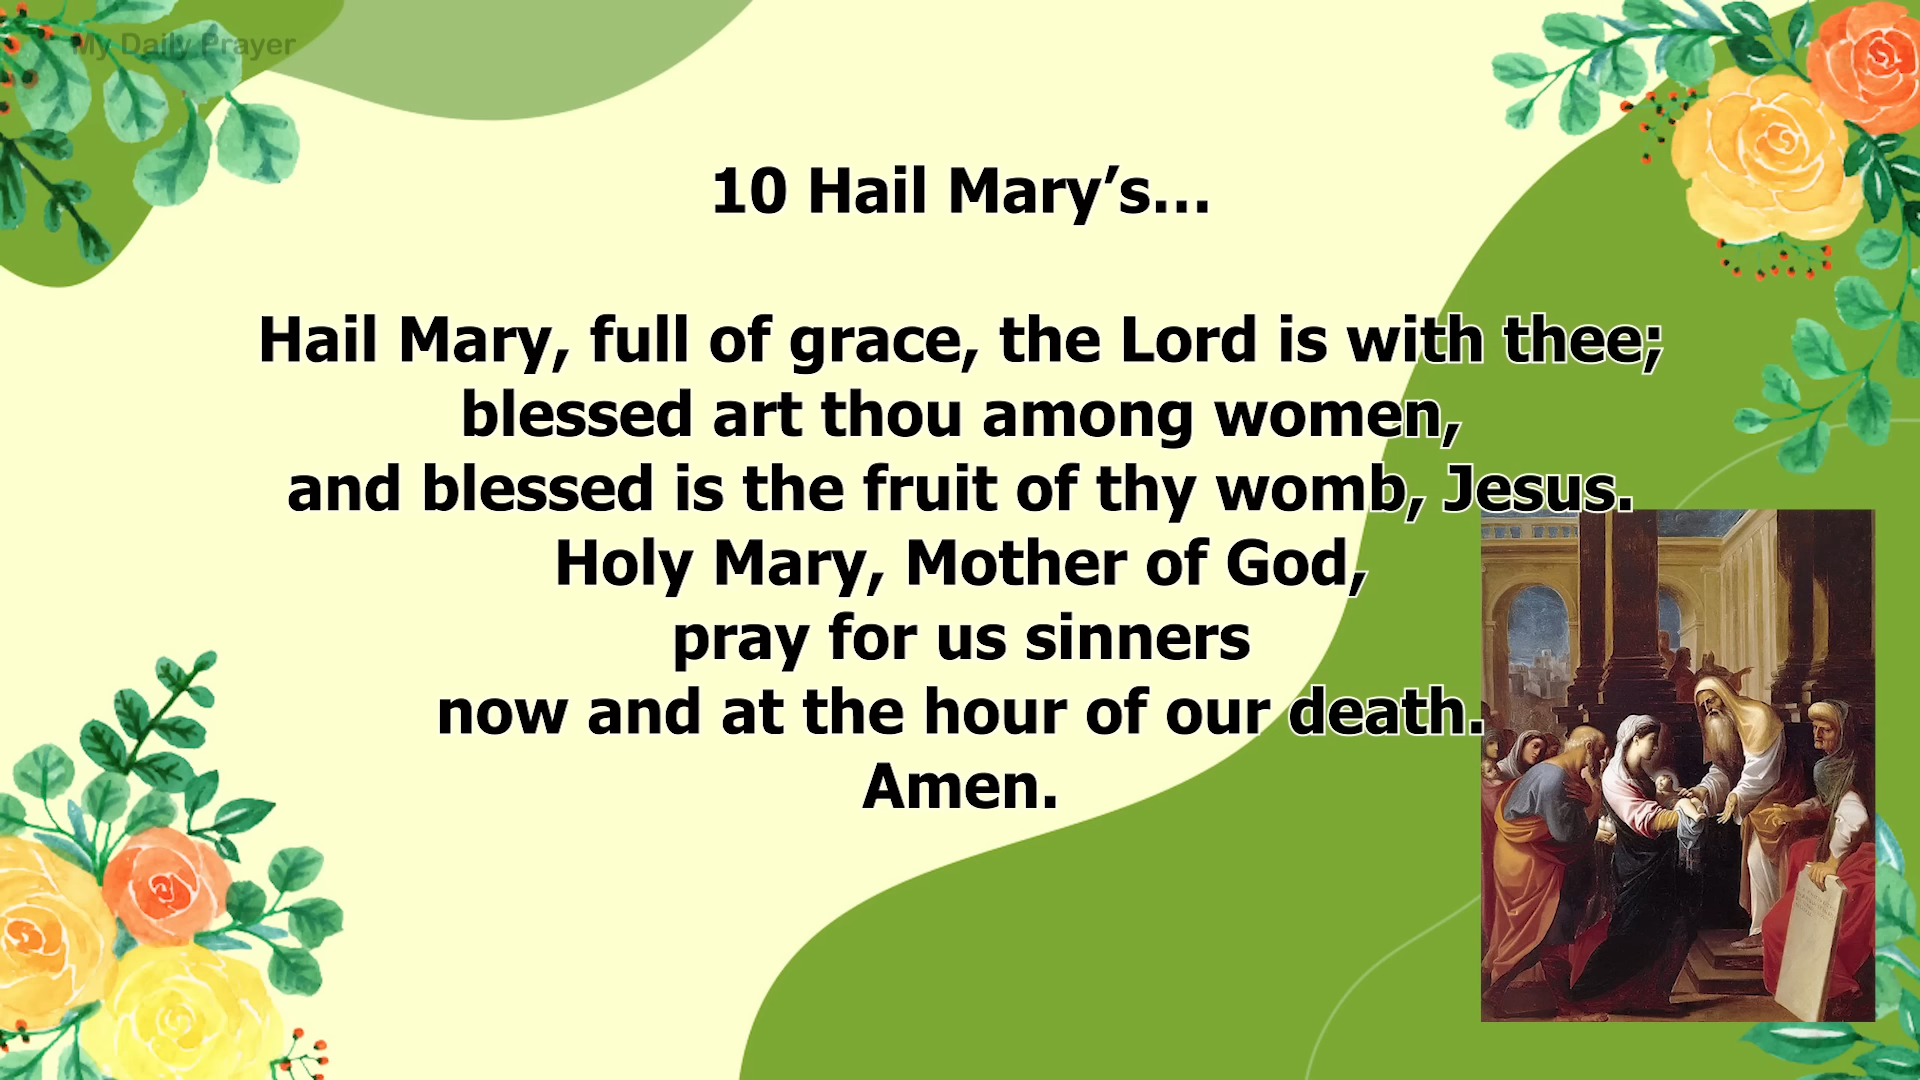 My Daily Prayer
10 Hail Mary’s...
Hail Mary, full of grace, the Lord is with thee;
blessed art thou among women,
and blessed is the fruit of thy womb, Jesus.
Holy Mary, Mother of God,
pray for us sinners
now and at the hour of our death.
Amen.